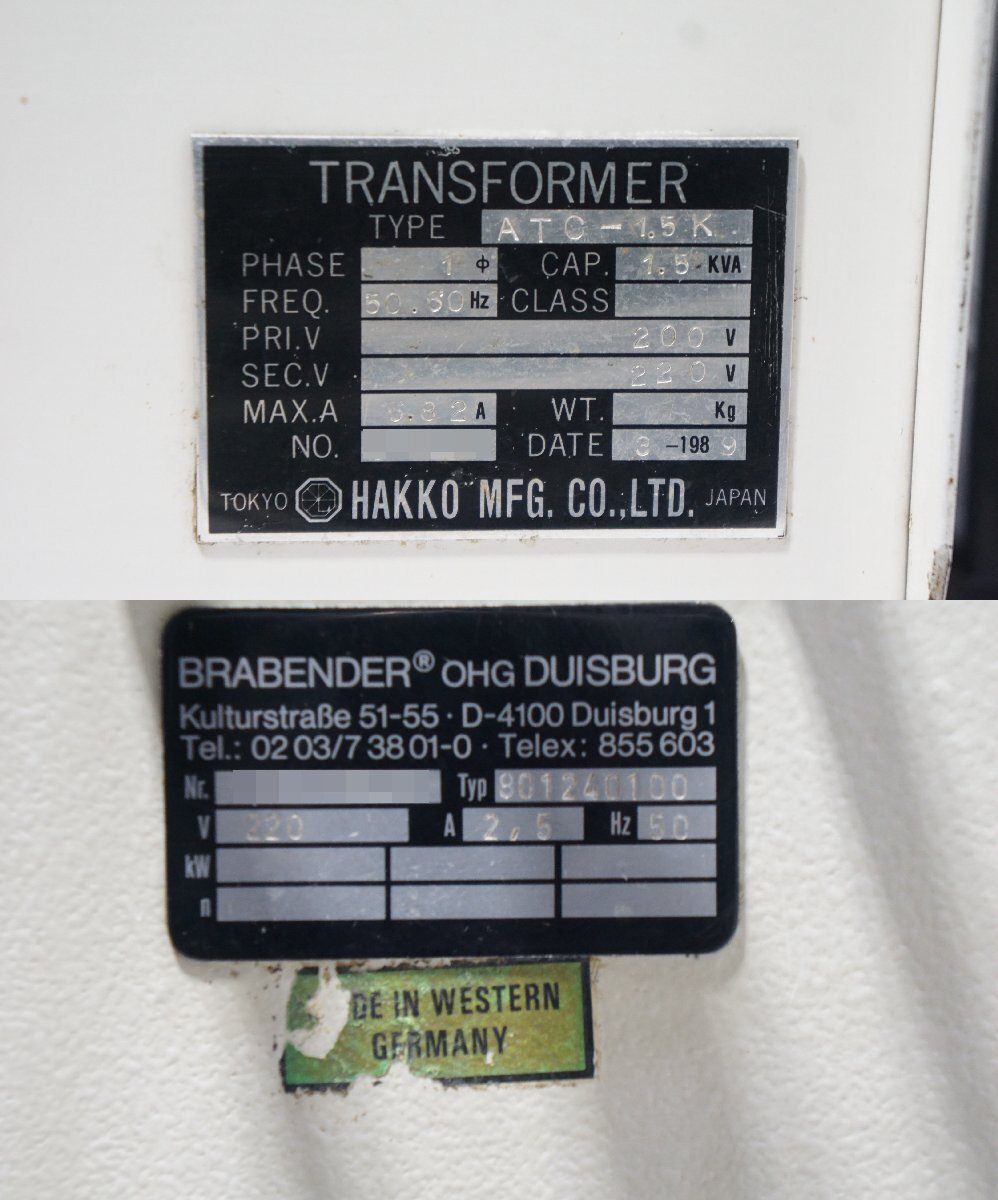 TRANSFORMER
TYPE ATC-1.5K
PHASE 1 φ CAP. 1.5 KVA
FREQ. 50.60 Hz CLASS
PRI.V 200 V
SEC.V 220 V
MAX.A 6.82 A WT. Kg
NO. DATE 3 -198 9
TOKYO HAKKO MFG. CO.,LTD. JAPAN
BRABENDER® OHG DUISBURG
Kulturstraße 51-55 · D-4100 Duisburg 1
Tel.: 02 03/7 38 01-0 · Telex: 855 603
Nr. Typ 801240100
V 220 A 2,5 Hz 50
kW
n
DE IN WESTERN
GERMANY